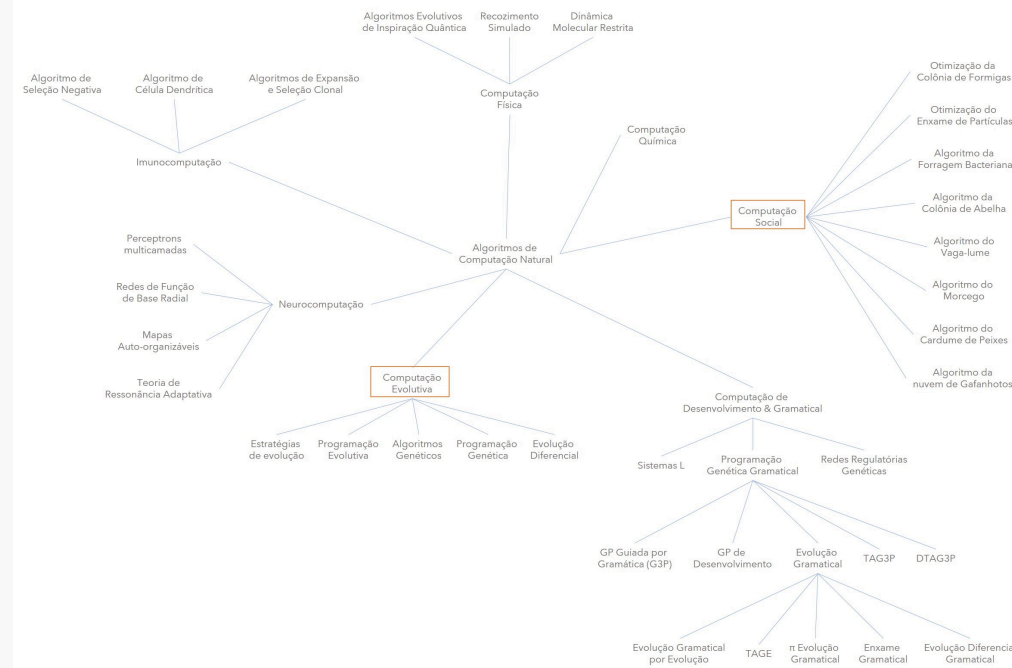 Algoritmos Evolutivos
de Inspiração Quântica
Recozimento
Simulado
Dinâmica
Molecular Restrita
Algoritmo de
Seleção Negativa
Algoritmo de
Célula Dendrítica
Algoritmos de Expansão
e Seleção Clonal
Computação
Física
Imunocomputação
Computação
Química
Otimização da
Colônia de Formigas
Otimização do
Enxame de Partículas
Algoritmo da
Forragem Bacteriana
Algoritmo da
Colônia de Abelha
Algoritmo do
Vaga-lume
Algoritmo do
Morcego
Algoritmo do
Cardume de Peixes
Algoritmo da
nuvem de Gafanhotos
Computação
Social
Algoritmos de
Computação Natural
Perceptrons
multicamadas
Redes de Função
de Base Radial
Mapas
Auto-organizáveis
Teoria de
Ressonância Adaptativa
Neurocomputação
Computação
Evolutiva
Estratégias
de evolução
Programação
Evolutiva
Algoritmos
Genéticos
Programação
Genética
Evolução
Diferencial
Computação de
Desenvolvimento & Gramatical
Sistemas L
Programação
Genética Gramatical
Redes Regulatórias
Genéticas
GP Guiada por
Gramática (G3P)
GP de
Desenvolvimento
Evolução
Gramatical
TAG3P
DTAG3P
Evolução Gramatical
por Evolução
TAGE
π Evolução
Gramatical
Enxame
Gramatical
Evolução Diferencia
Gramatical